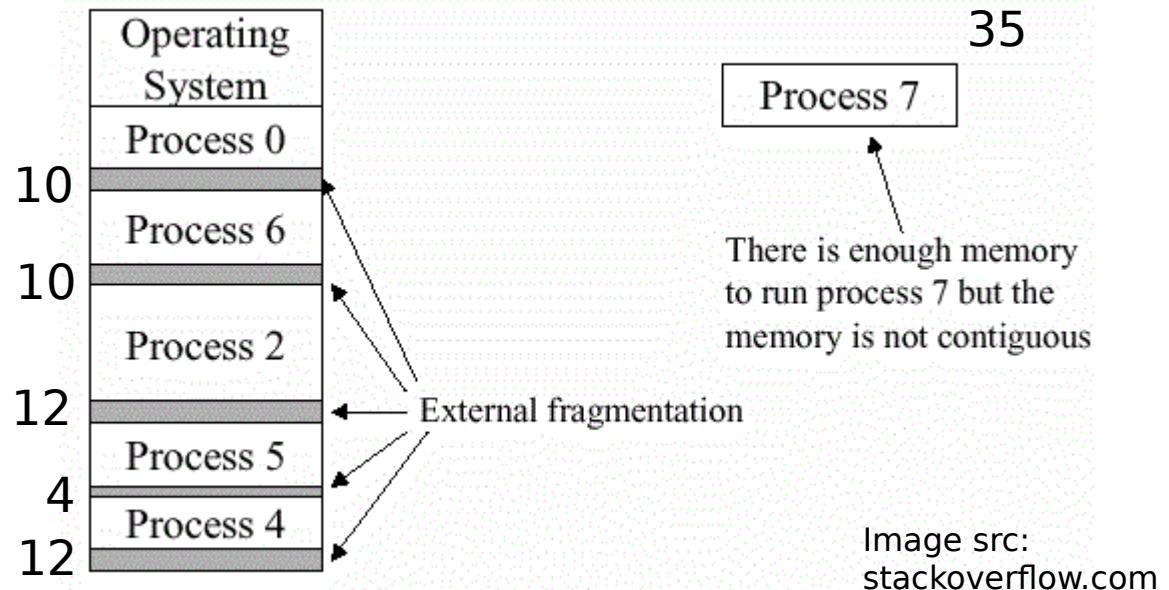 Operating
System
Process 0
10
Process 6
10
Process 2
12
Process 5
4
Process 4
12
External fragmentation
35
Process 7
There is enough memory
to run process 7 but the
memory is not contiguous
Image src:
stackoverflow.com